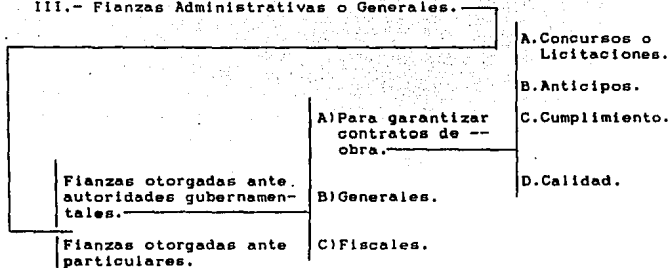 III.- Fianzas Administrativas o Generales.
A.Concursos o
Licitaciones.
B.Anticipos.
A)Para garantizar
contratos de --
obra.
C.Cumplimiento.
D.Calidad.
Fianzas otorgadas ante
autoridades gubernamen-
tales.
B)Generales.
Fianzas otorgadas ante
particulares.
C)Fiscales.